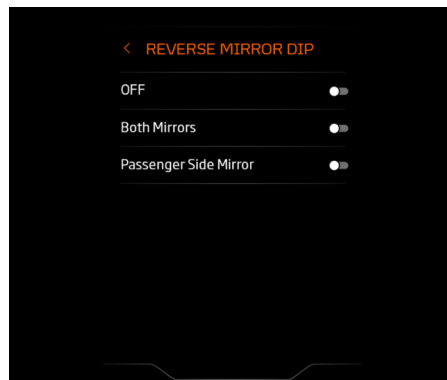 REVERSE MIRROR DIP
OFF
Both Mirrors
Passenger Side Mirror